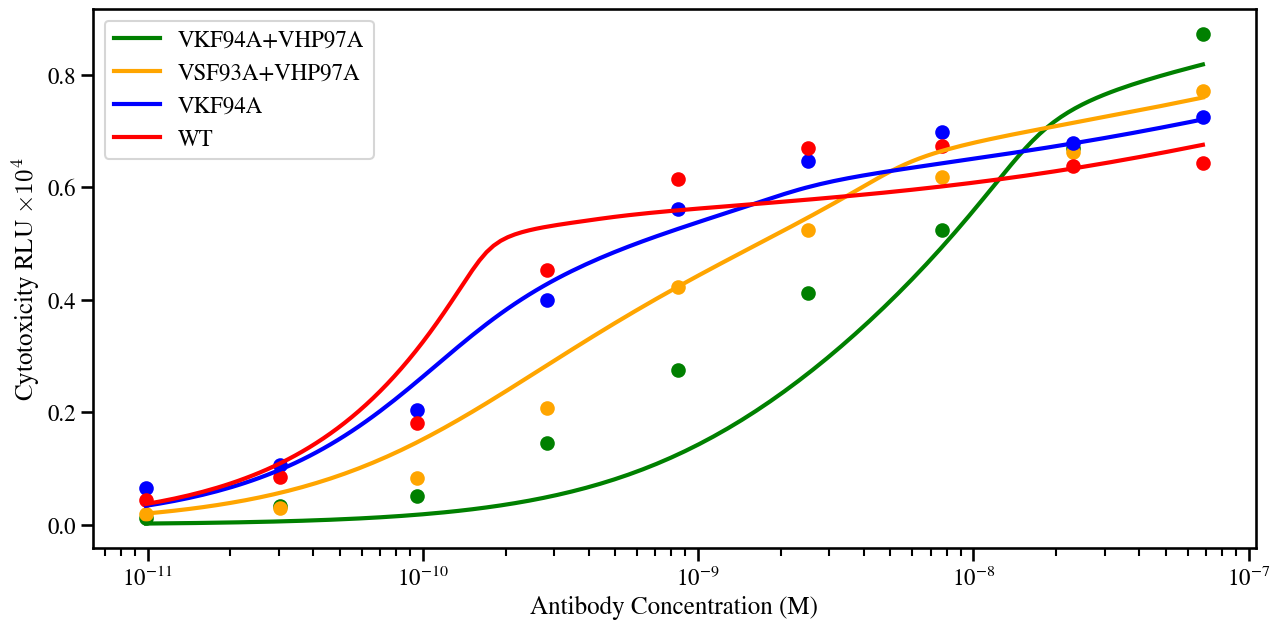 VKF94A+VHP97A
VSF93A+VHP97A
VKF94A
WT
Cytotoxicity RLU ×10⁴
0.8
0.6
0.4
0.2
0.0
10⁻¹¹ 10⁻¹⁰ 10⁻⁹ 10⁻⁸ 10⁻⁷
Antibody Concentration (M)